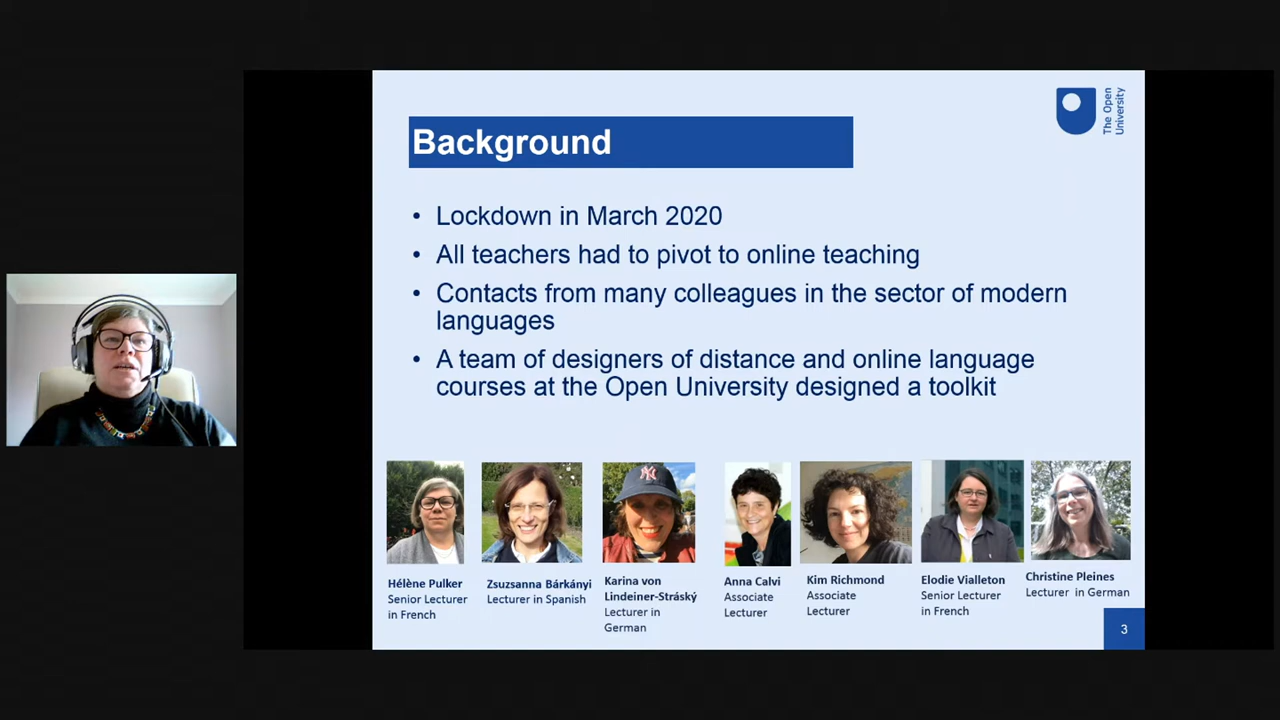 The Open
University
Background
• Lockdown in March 2020
• All teachers had to pivot to online teaching
• Contacts from many colleagues in the sector of modern
languages
• A team of designers of distance and online language
courses at the Open University designed a toolkit
Hélène Pulker
Senior Lecturer
in French
Zsuzsanna Bárkányi
Lecturer in Spanish
Karina von
Lindeiner-Stráský
Lecturer in
German
Anna Calvi
Associate
Lecturer
Kim Richmond
Associate
Lecturer
Elodie Vialleton
Senior Lecturer
in French
Christine Pleines
Lecturer in German
3